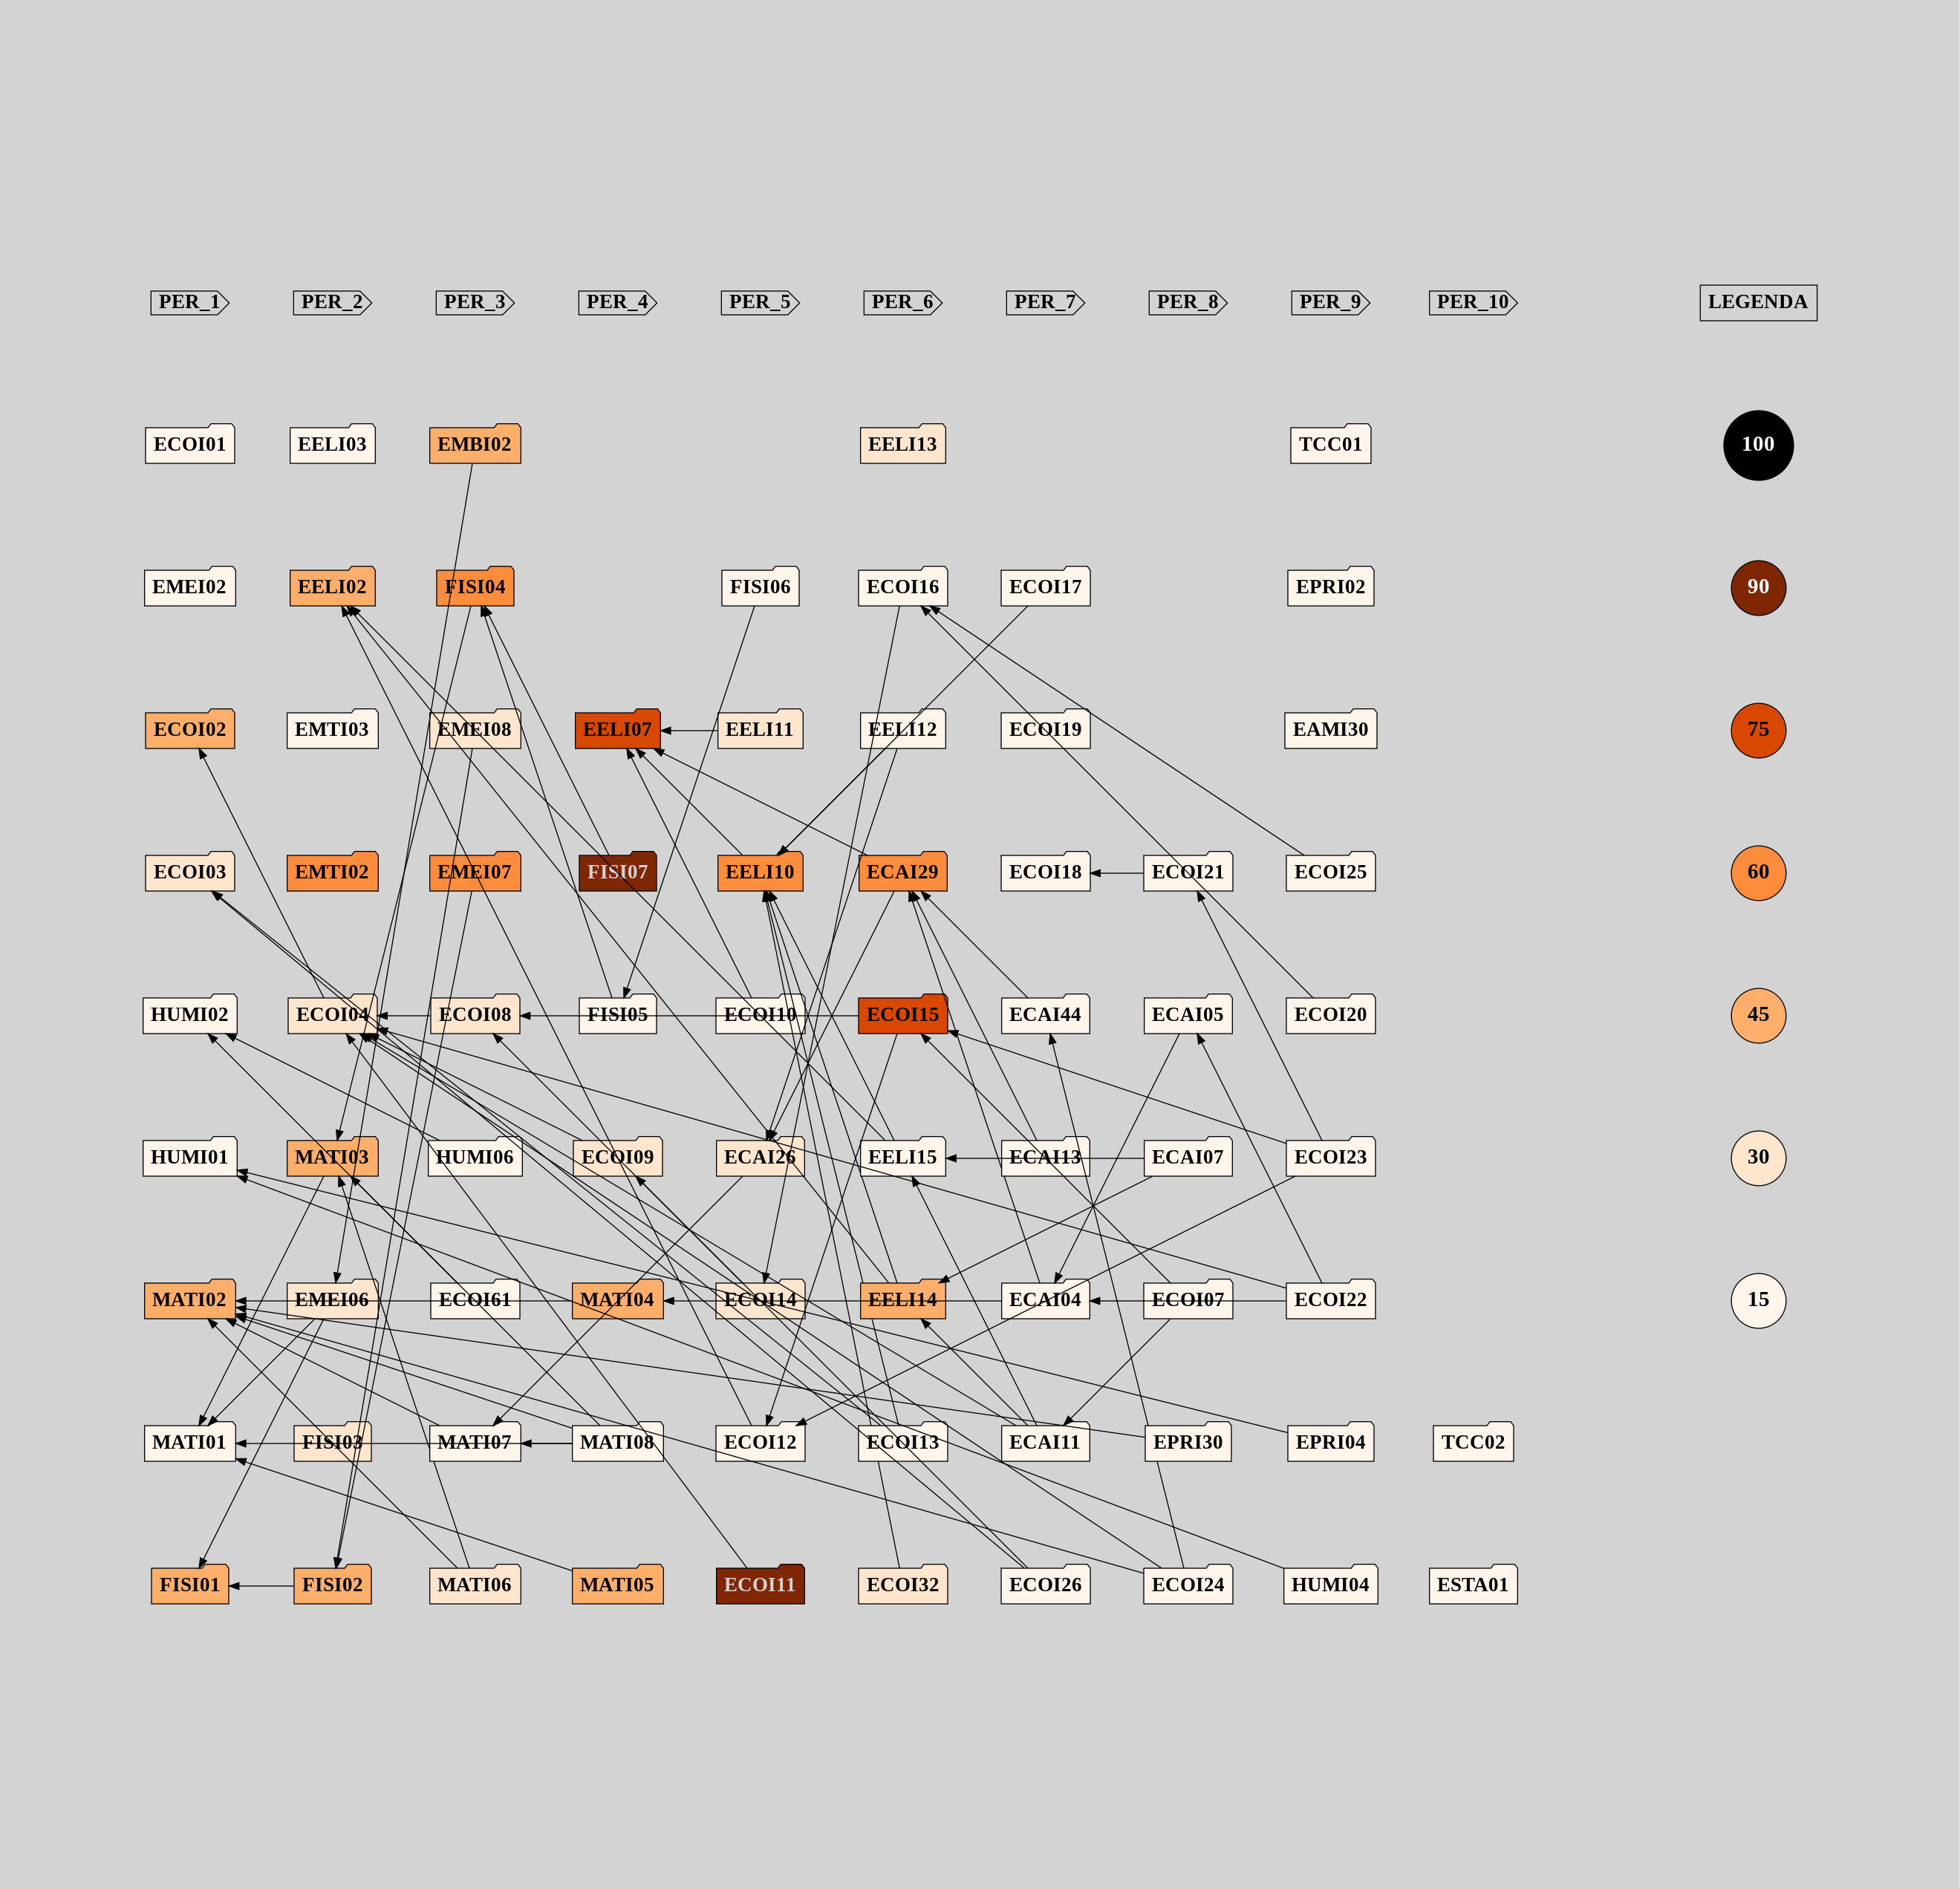 PER_1 PER_2 PER_3 PER_4 PER_5 PER_6 PER_7 PER_8 PER_9 PER_10 LEGENDA
ECOI01 EELI03 EMBI02 EELI13 TCC01 100
EMEI02 EELI02 FISI04 FISI06 ECOI16 ECOI17 EPRI02 90
ECOI02 EMTI03 EMEI08 EELI07 EELI11 EELI12 ECOI19 EAMI30 75
ECOI03 EMTI02 EMEI07 FISI07 EELI10 ECAI29 ECOI18 ECOI21 ECOI25 60
HUMI02 ECOI04 ECOI08 FISI05 ECOI10 ECOI15 ECAI44 ECAI05 ECOI20 45
HUMI01 MATI03 HUMI06 ECOI09 ECAI26 EELI15 ECAI13 ECAI07 ECOI23 30
MATI02 EMEI06 ECOI61 MATI04 ECOI14 EELI14 ECAI04 ECOI07 ECOI22 15
MATI01 FISI03 MATI07 MATI08 ECOI12 ECOI13 ECAI11 EPRI30 EPRI04 TCC02
FISI01 FISI02 MATI06 MATI05 ECOI11 ECOI32 ECOI26 ECOI24 HUMI04 ESTA01